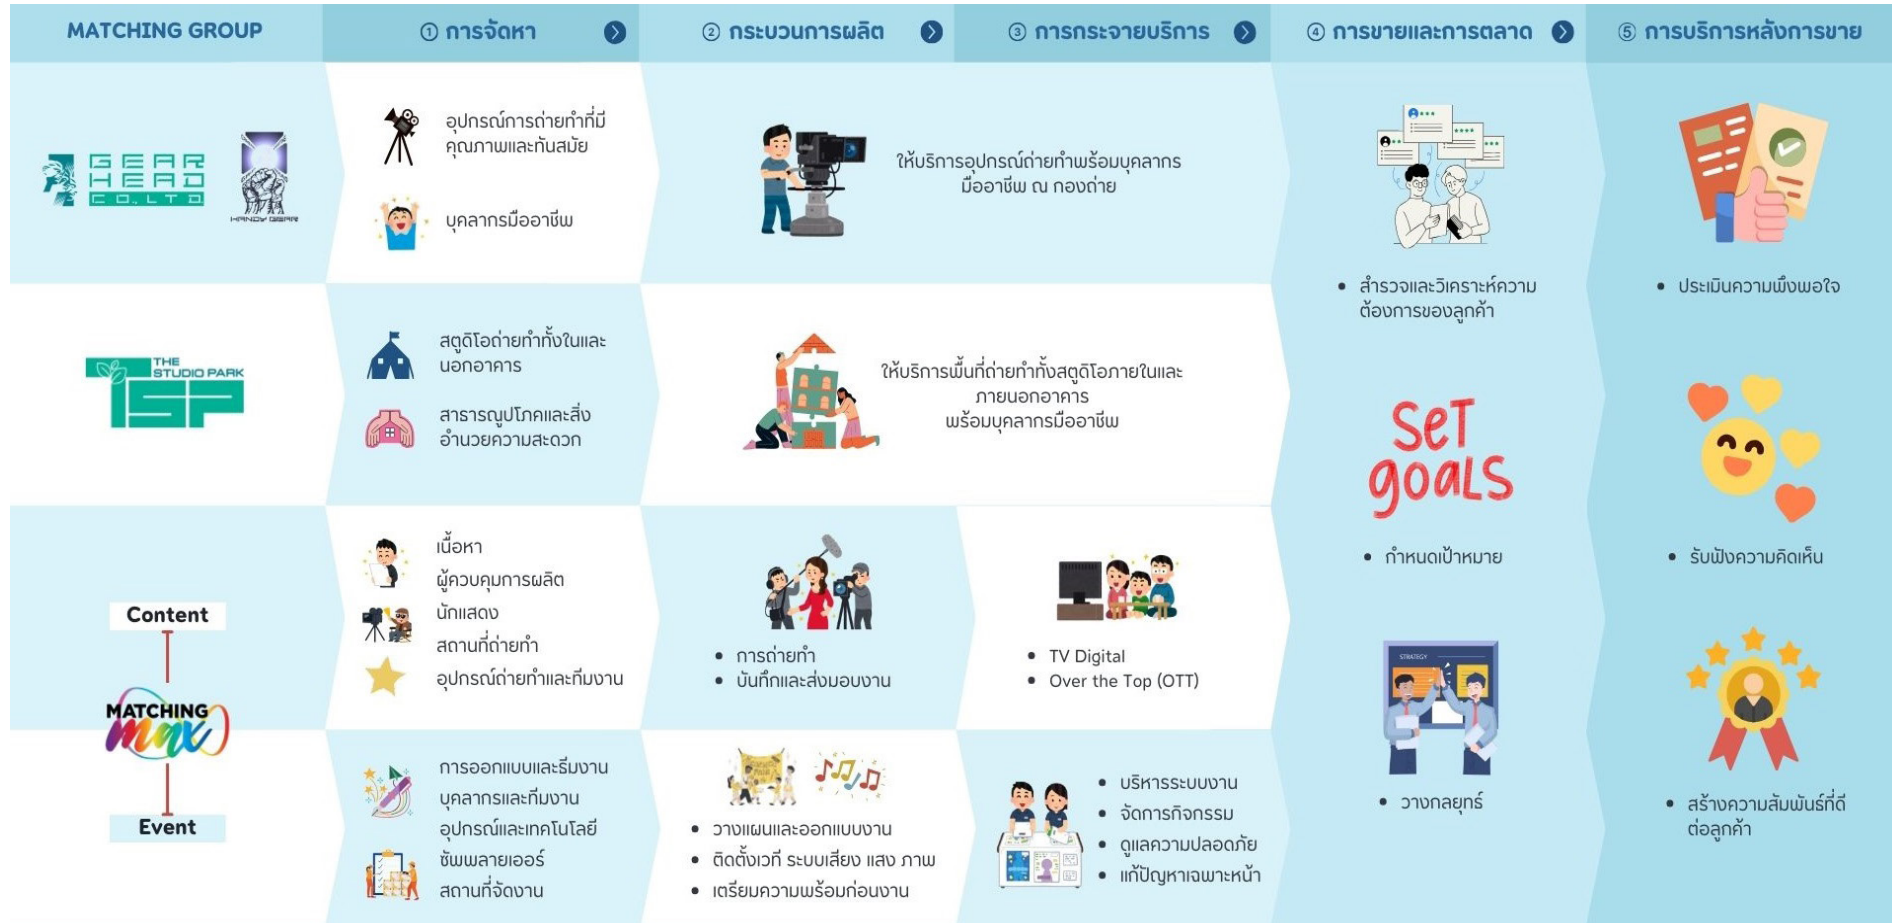 MATCHING GROUP
① การจัดหา
② กระบวนการผลิต
③ การกระจายบริการ
④ การขายและการตลาด
⑤ การบริการหลังการขาย
GEAR
HEAD
CO.,LTD.
HANDY GEAR
อุปกรณ์การถ่ายทำที่มี
คุณภาพและทันสมัย
บุคลากรมืออาชีพ
ให้บริการอุปกรณ์ถ่ายทำพร้อมบุคลากร
มืออาชีพ ณ กองถ่าย
THE
STUDIO PARK
TSP
สตูดิโอถ่ายทำทั้งในและ
นอกอาคาร
สาธารณูปโภคและสิ่ง
อำนวยความสะดวก
ให้บริการพื้นที่ถ่ายทำทั้งสตูดิโอภายในและ
ภายนอกอาคาร
พร้อมบุคลากรมืออาชีพ
Content
MATCHING
max
Event
เนื้อหา
ผู้ควบคุมการผลิต
นักแสดง
สถานที่ถ่ายทำ
อุปกรณ์ถ่ายทำและทีมงาน
• การถ่ายทำ
• บันทึกและส่งมอบงาน
• TV Digital
• Over the Top (OTT)
การออกแบบและธีมงาน
บุคลากรและทีมงาน
อุปกรณ์และเทคโนโลยี
ซัพพลายเออร์
สถานที่จัดงาน
• วางแผนและออกแบบงาน
• ติดตั้งเวที ระบบเสียง แสง ภาพ
• เตรียมความพร้อมก่อนงาน
• บริหารระบบงาน
• จัดการกิจกรรม
• ดูแลความปลอดภัย
• แก้ปัญหาเฉพาะหน้า
• สำรวจและวิเคราะห์ความ
ต้องการของลูกค้า
SeT
goaLS
• กำหนดเป้าหมาย
STRATEGY
• วางกลยุทธ์
• ประเมินความพึงพอใจ
• รับฟังความคิดเห็น
• สร้างความสัมพันธ์ที่ดี
ต่อลูกค้า